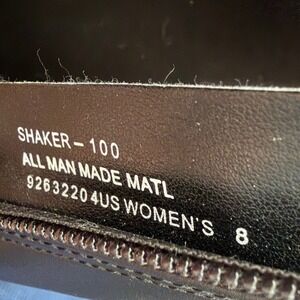 SHAKER-100
ALL MAN MADE MATL
92632204US WOMEN'S 8